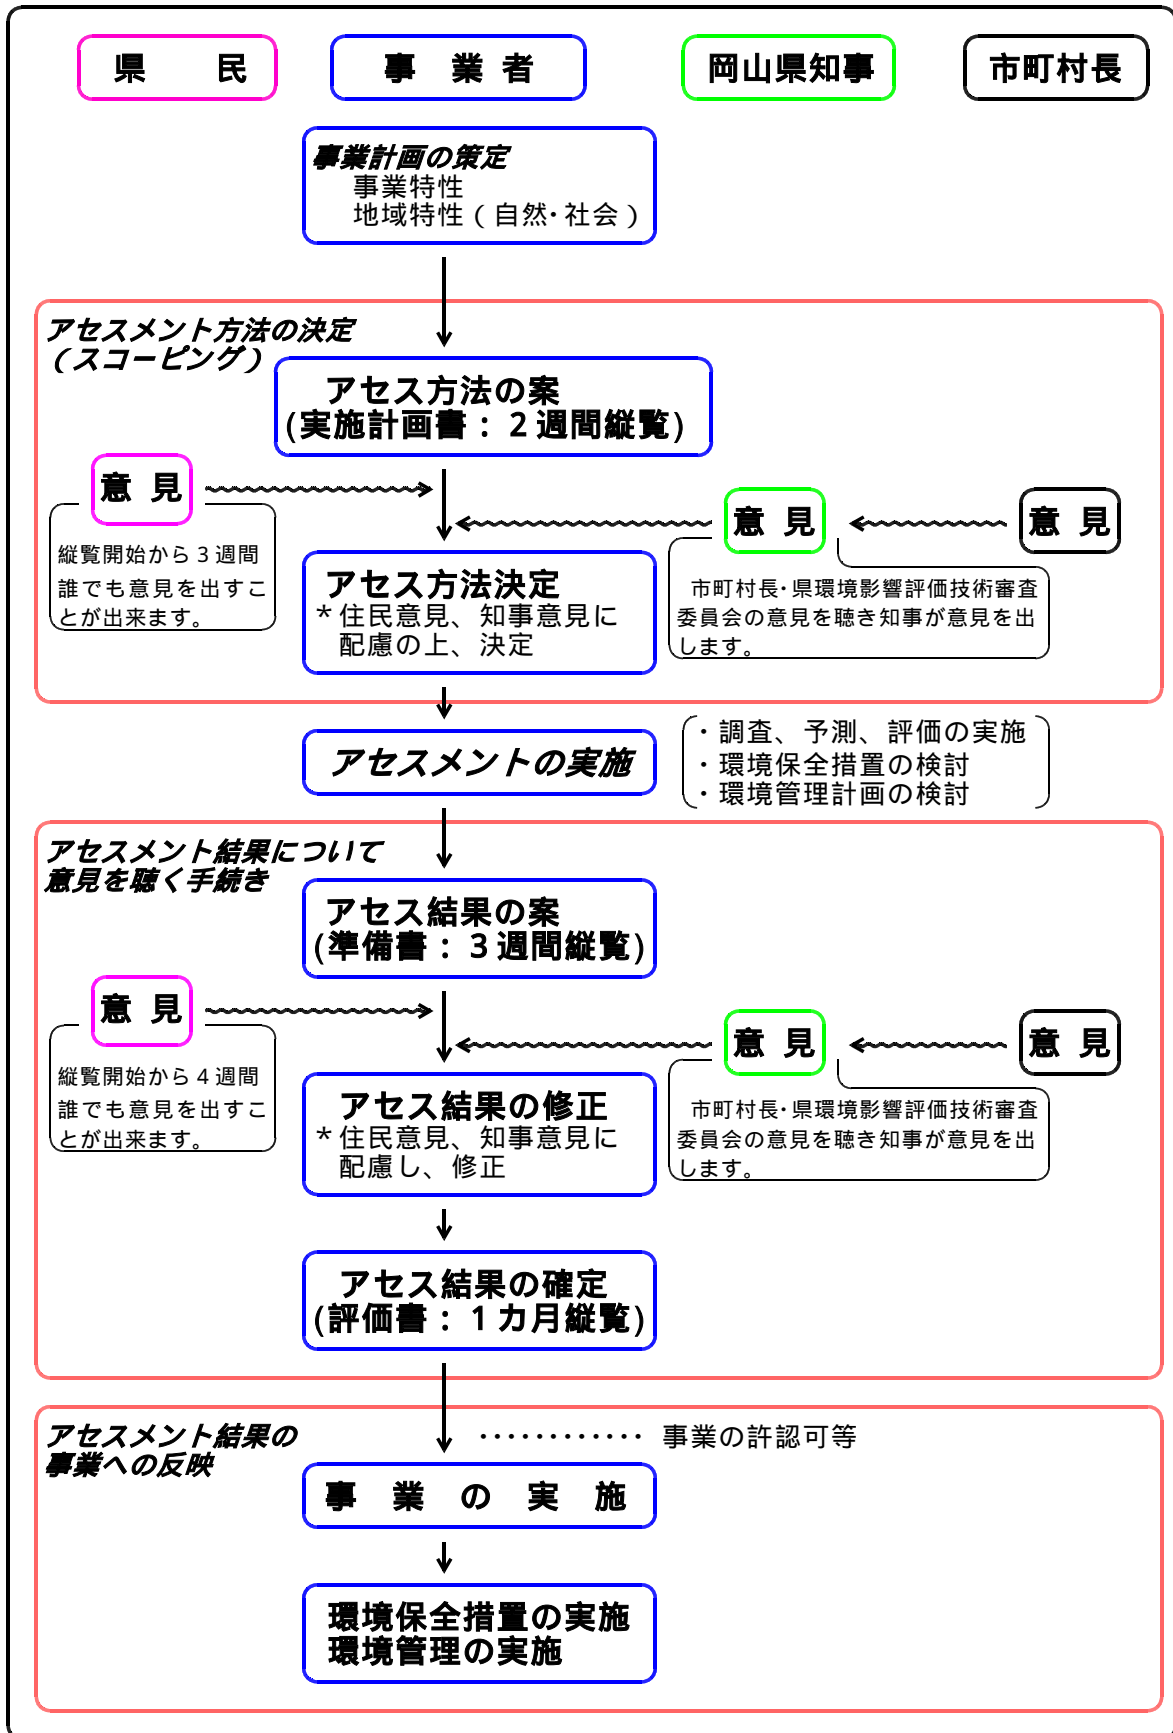 県　民
事　業　者
岡山県知事
市町村長
事業計画の策定
事業特性
地域特性（自然・社会）
アセスメント方法の決定
（スコーピング）
アセス方法の案
(実施計画書：２週間縦覧)
意　見
縦覧開始から３週間
誰でも意見を出すこ
とが出来ます。
意　見
意　見
市町村長・県環境影響評価技術審査
委員会の意見を聴き知事が意見を出
します。
アセス方法決定
＊住民意見、知事意見に
配慮の上、決定
アセスメントの実施
・調査、予測、評価の実施
・環境保全措置の検討
・環境管理計画の検討
アセスメント結果について
意見を聴く手続き
アセス結果の案
(準備書：３週間縦覧)
意　見
縦覧開始から４週間
誰でも意見を出すこ
とが出来ます。
意　見
意　見
市町村長・県環境影響評価技術審査
委員会の意見を聴き知事が意見を出
します。
アセス結果の修正
＊住民意見、知事意見に
配慮し、修正
アセス結果の確定
(評価書：１カ月縦覧)
アセスメント結果の
事業への反映
・・・・・・・・・・・・　事業の許認可等
事　業　の　実　施
環境保全措置の実施
環境管理の実施